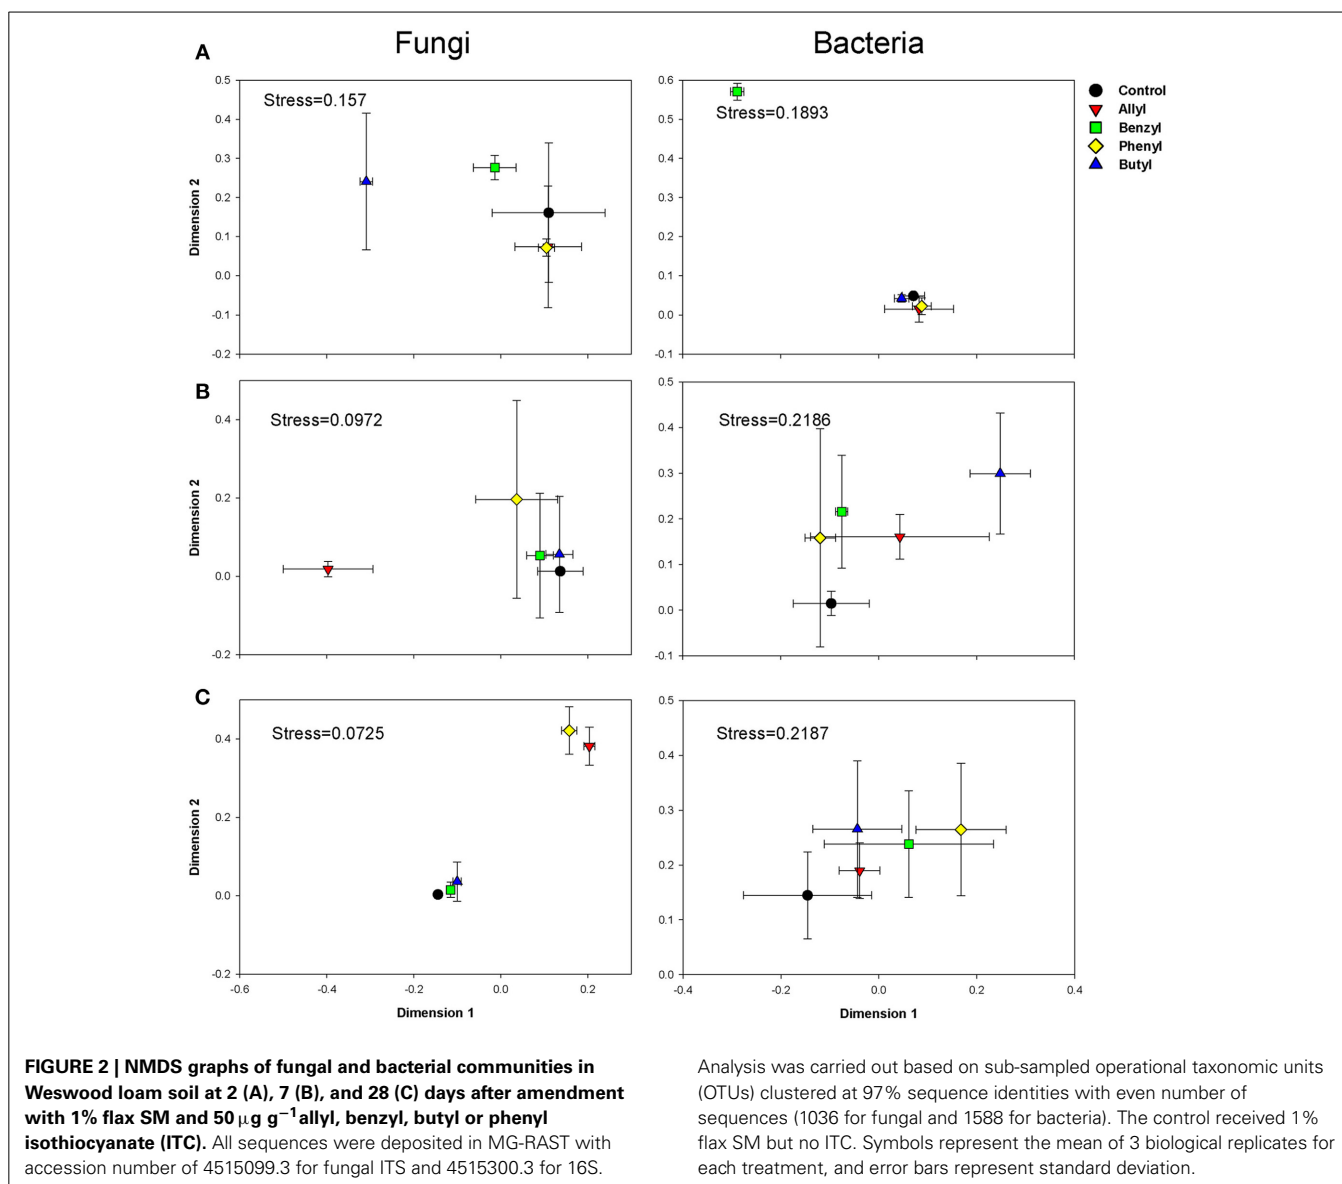 Fungi
Bacteria
A
Stress=0.157
Dimension 2
0.5
0.4
0.3
0.2
0.1
0.0
-0.1
-0.2
Stress=0.1893
0.6
0.5
0.4
0.3
0.2
0.1
0.0
-0.1
Control
Allyl
Benzyl
Phenyl
Butyl
B
Stress=0.0972
Dimension 2
0.4
0.2
0.0
-0.2
Stress=0.2186
0.5
0.4
0.3
0.2
0.1
0.0
-0.1
C
Stress=0.0725
Dimension 2
0.4
0.2
0.0
-0.2
-0.6 -0.4 -0.2 0.0 0.2
Dimension 1
Stress=0.2187
0.5
0.4
0.3
0.2
0.1
0.0
-0.4 -0.2 0.0 0.2 0.4
Dimension 1
FIGURE 2 | NMDS graphs of fungal and bacterial communities in
Weswood loam soil at 2 (A), 7 (B), and 28 (C) days after amendment
with 1% flax SM and 50 μg g−1 allyl, benzyl, butyl or phenyl
isothiocyanate (ITC). All sequences were deposited in MG-RAST with
accession number of 4515099.3 for fungal ITS and 4515300.3 for 16S.
Analysis was carried out based on sub-sampled operational taxonomic units
(OTUs) clustered at 97% sequence identities with even number of
sequences (1036 for fungal and 1588 for bacteria). The control received 1%
flax SM but no ITC. Symbols represent the mean of 3 biological replicates for
each treatment, and error bars represent standard deviation.